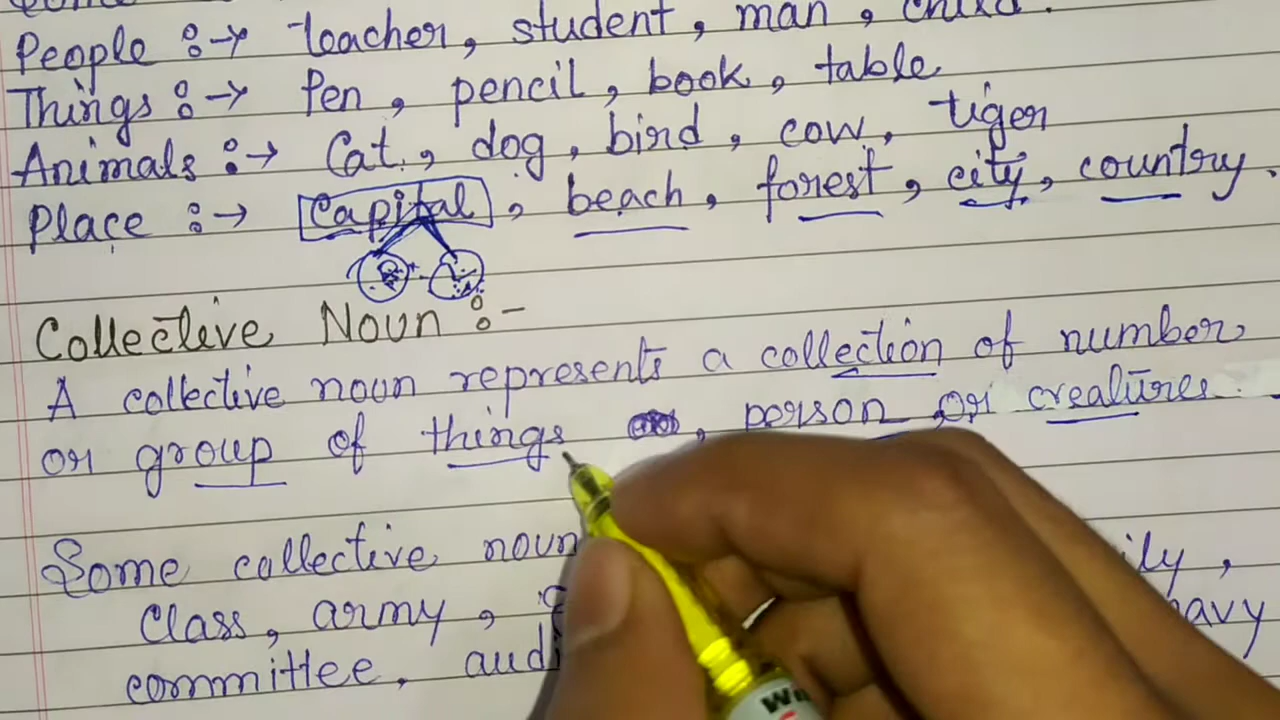 People :→ teacher, student, man, child.
Things :→ Pen, pencil, book, table.
Animals :→ Cat, dog, bird, cow, tiger
Place :→ Capital, beach, forest, city, country.
Collective Noun :-
A collective noun represents a collection of number
or group of things , person or creatures.
Some collective noun
Class, army, navy
committee,